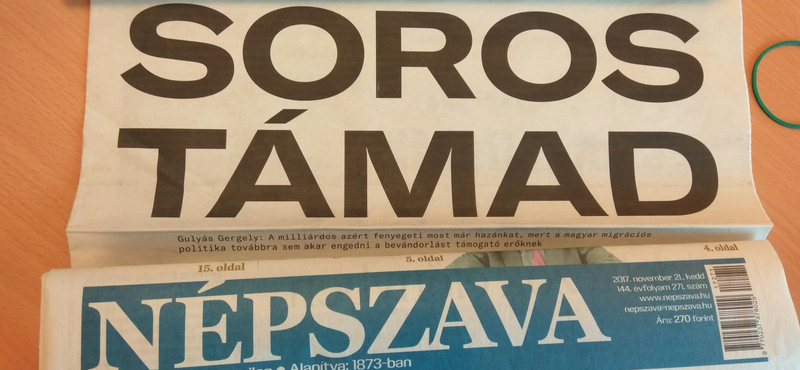 SOROS
TÁMAD
Gulyás Gergely: A milliárdos azért fenyegeti most már hazánkat, mert a magyar migrációs
politika továbbra sem akar engedni a bevándorlást támogató erőknek
15. oldal
5. oldal
4. oldal
NÉPSZAVA
2017. november 21., kedd
144. évfolyam 271. szám
www.nepszava.hu
nepszava@nepszava.hu
Ára: 270 forint
● Alapítva: 1873-ban